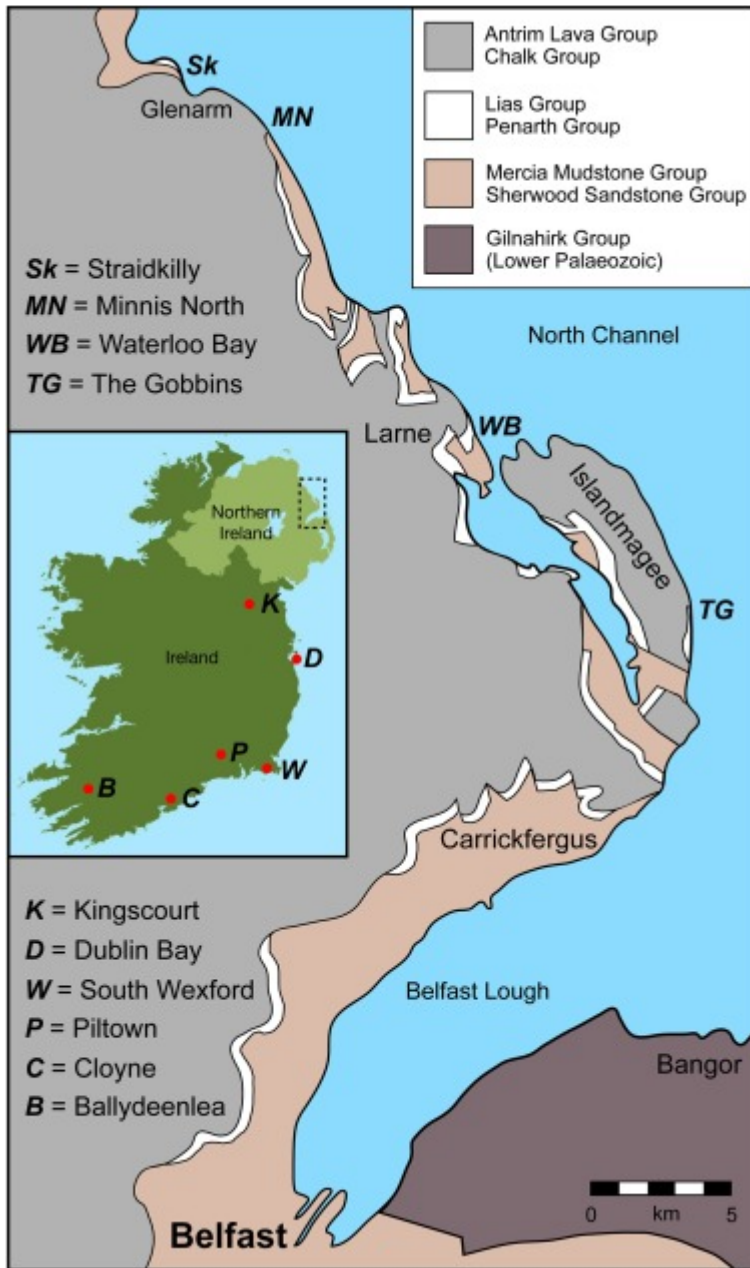 Antrim Lava Group
Chalk Group
Lias Group
Penarth Group
Mercia Mudstone Group
Sherwood Sandstone Group
Gilnahirk Group
(Lower Palaeozoic)
Sk
Glenarm
MN
Sk = Straidkilly
MN = Minnis North
WB = Waterloo Bay
TG = The Gobbins
North Channel
Larne
WB
Islandmagee
TG
Northern
Ireland
K
Ireland
D
P
W
B
C
Carrickfergus
K = Kingscourt
D = Dublin Bay
W = South Wexford
P = Piltown
C = Cloyne
B = Ballydeenlea
Belfast Lough
Bangor
Belfast
0 km 5